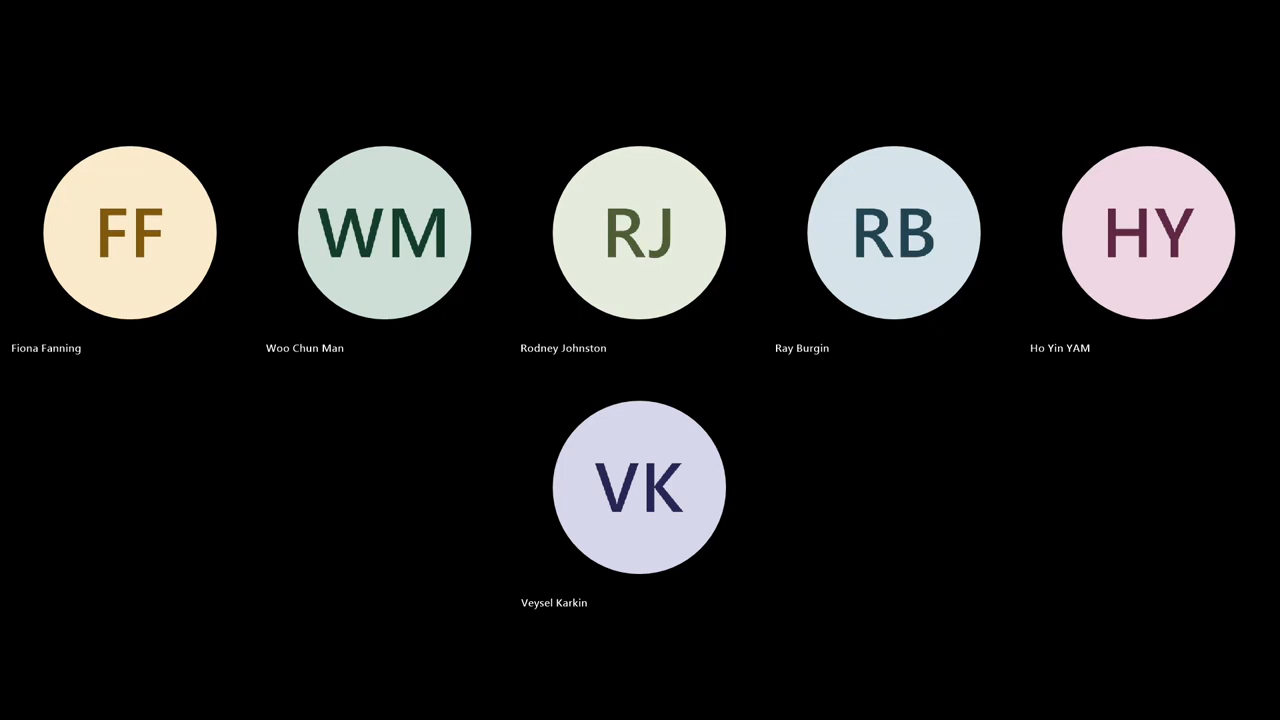 FF
WM
RJ
RB
HY
Fiona Fanning
Woo Chun Man
Rodney Johnston
Ray Burgin
Ho Yin YAM
VK
Veysel Karkin